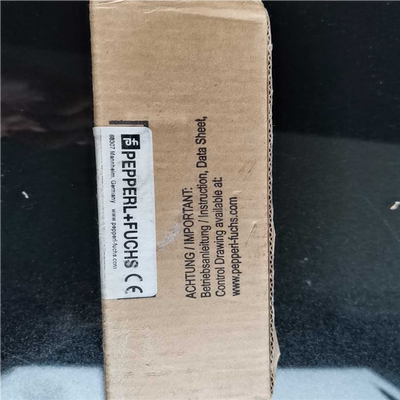 PEPPERL+FUCHS CE
68307 Mannheim Germany www.pepperl-fuchs.com
ACHTUNG / IMPORTANT:
Betriebsanleitung / Instruction, Data Sheet,
Control Drawing available at:
www.pepperl-fuchs.com